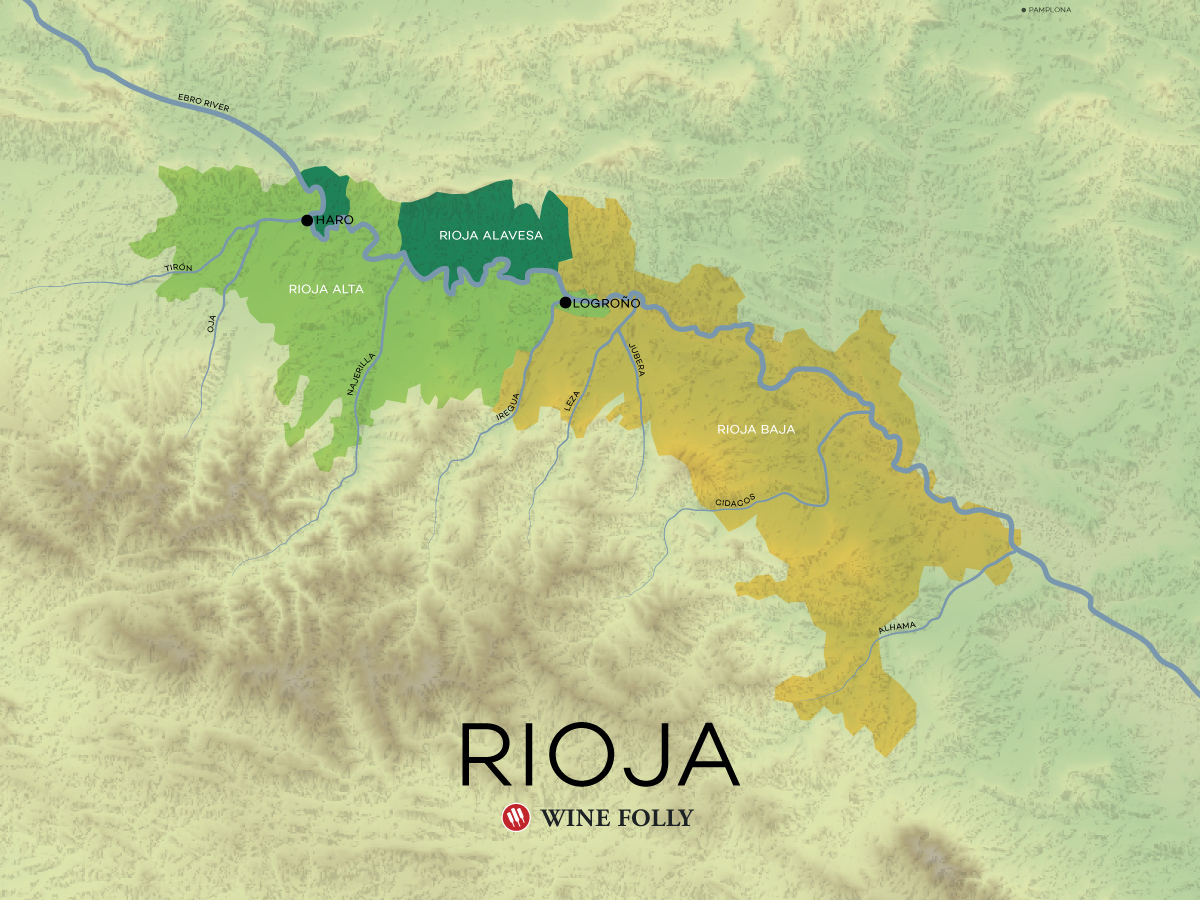 PAMPLONA
EBRO RIVER
HARO
RIOJA ALAVESA
TIRÓN
RIOJA ALTA
LOGROÑO
OJA
NAJERILLA
JUBERA
IREGUA
LEZA
RIOJA BAJA
CIDACOS
ALHAMA
RIOJA
WINE FOLLY